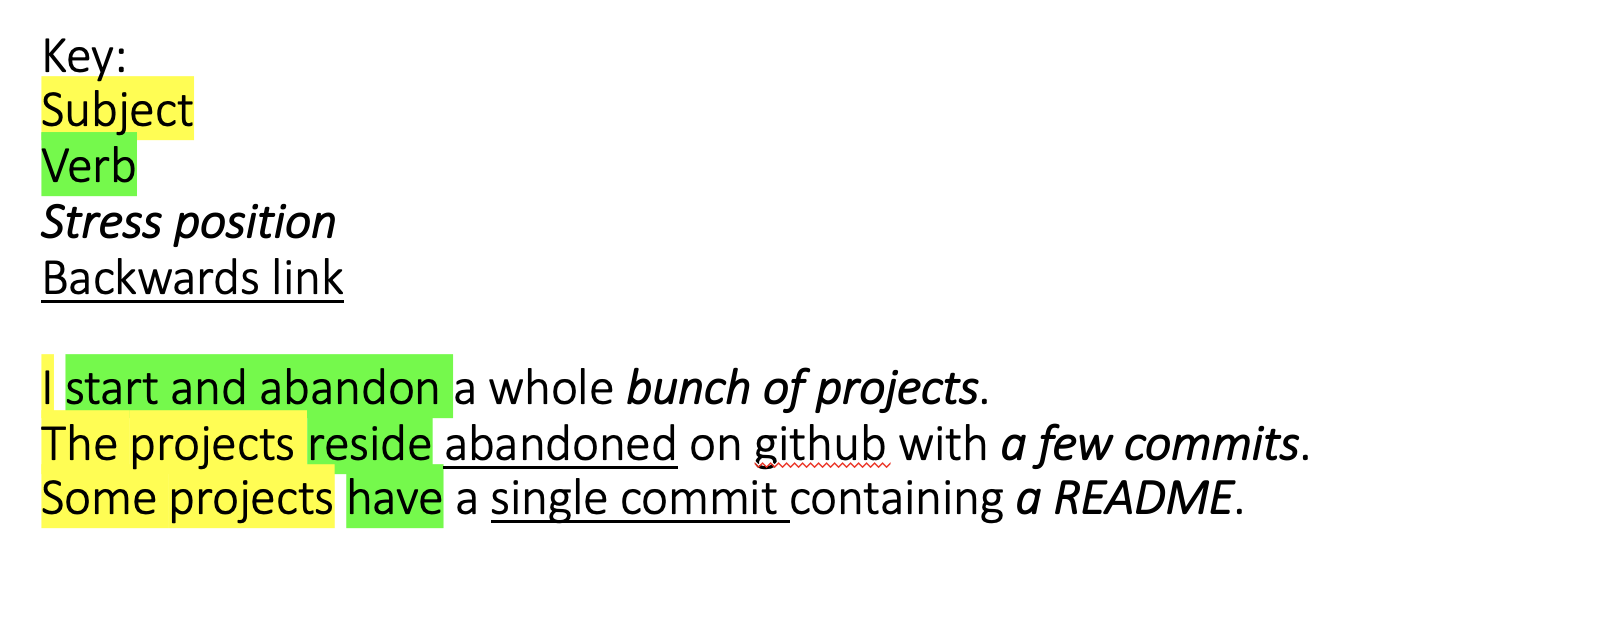 Key:
Subject
Verb
Stress position
Backwards link
I start and abandon a whole bunch of projects.
The projects reside abandoned on github with a few commits.
Some projects have a single commit containing a README.